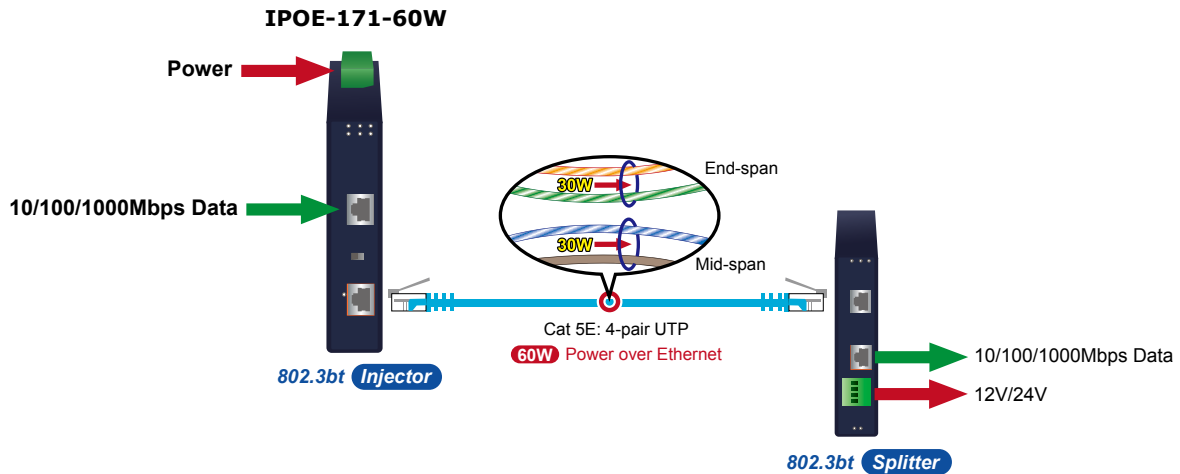 IPOE-171-60W
Power
10/100/1000Mbps Data
End-span
30W
30W
Mid-span
Cat 5E: 4-pair UTP
60W Power over Ethernet
802.3bt Injector
10/100/1000Mbps Data
12V/24V
802.3bt Splitter